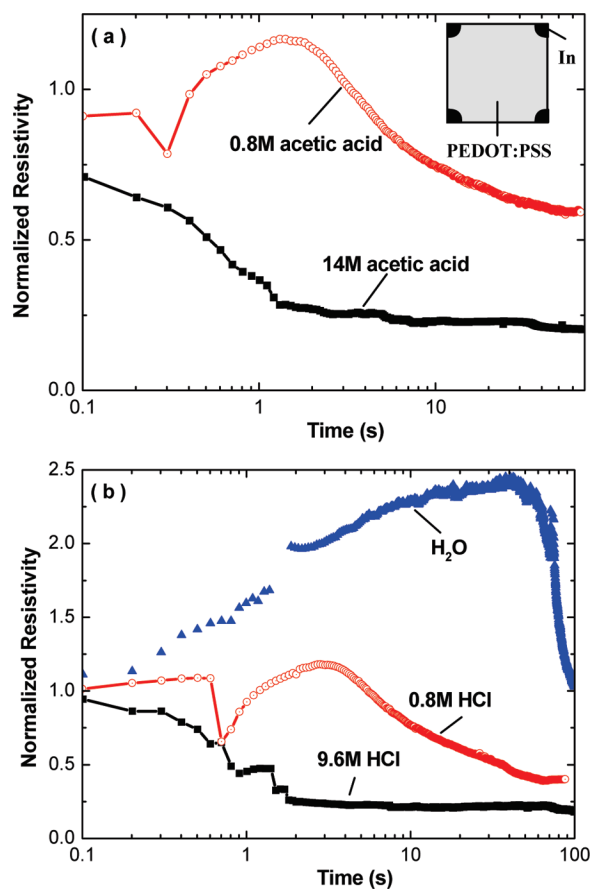 ( a )
In
PEDOT:PSS
0.8M acetic acid
14M acetic acid
Normalized Resistivity
1.0
0.5
0.0
0.1
1
10
Time (s)
( b )
H₂O
0.8M HCl
9.6M HCl
Normalized Resistivity
2.5
2.0
1.5
1.0
0.5
0.0
0.1
1
10
100
Time (s)